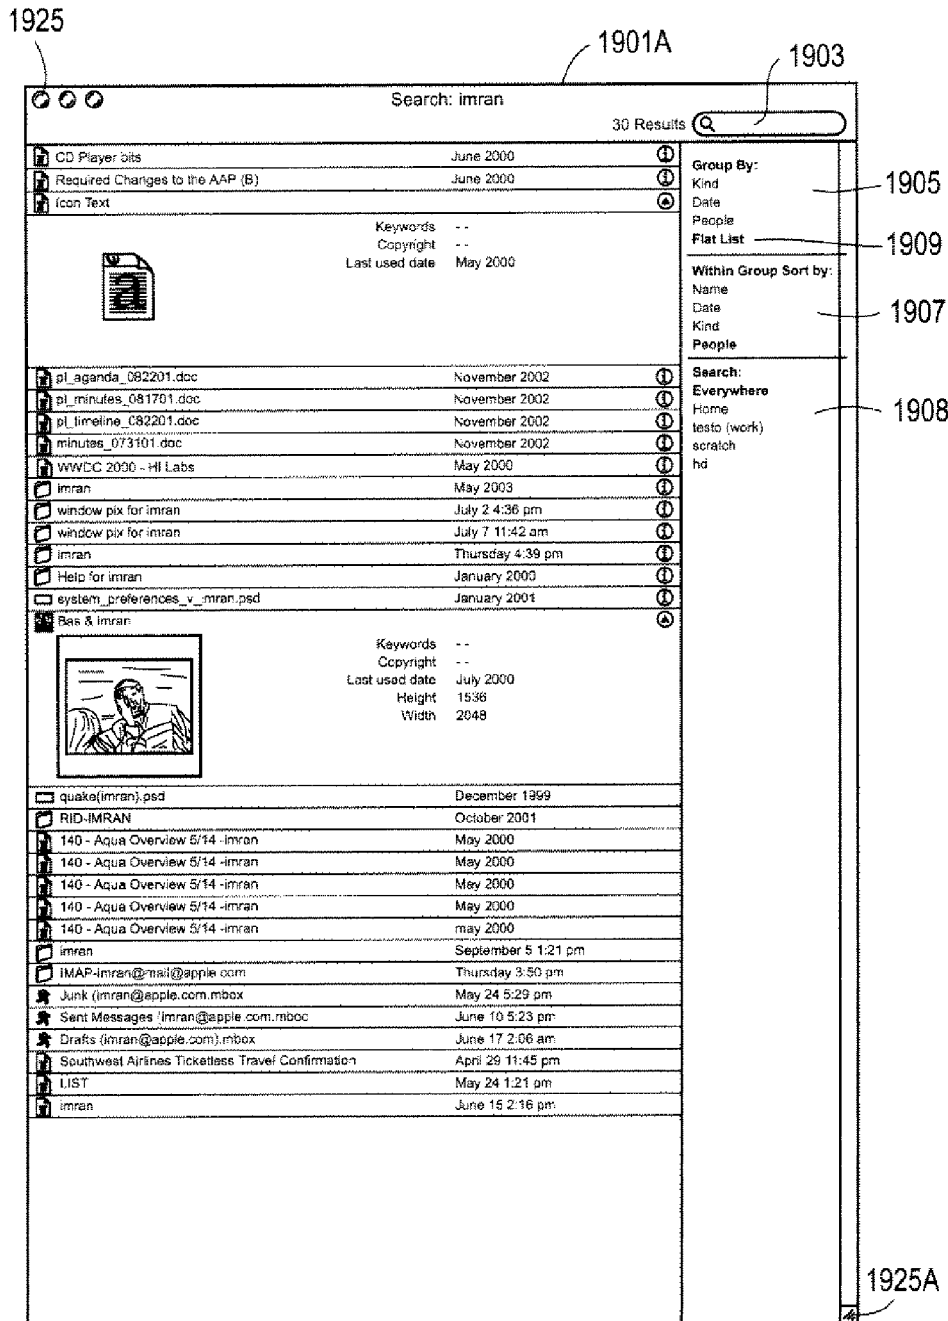 1925
1901A
1903
Search: imran
30 Results
CD Player bits June 2000
Required Changes to the AAP (B) June 2000
Icon Text
Keywords - -
Copyright - -
Last used date May 2000
a
pl_aganda_082201.doc November 2002
pl_minutes_081701.doc November 2002
pl_timeline_082201.doc November 2002
minutes_073101.doc November 2002
WWDC 2000 - HI Labs May 2000
imran May 2003
window pix for imran July 2 4:36 pm
window pix for imran July 7 11:42 am
imran Thursday 4:39 pm
Help for imran January 2000
system_preferences_v_imran.psd January 2001
Bas & imran
Keywords - -
Copyright - -
Last used date July 2000
Height 1536
Width 2048
quake(imran).psd December 1999
RID-IMRAN October 2001
140 - Aqua Overview 5/14 -imran May 2000
140 - Aqua Overview 5/14 -imran May 2000
140 - Aqua Overview 5/14 -imran May 2000
140 - Aqua Overview 5/14 -imran May 2000
140 - Aqua Overview 5/14 -imran may 2000
imran September 5 1:21 pm
IMAP-imran@mail@apple.com Thursday 3:50 pm
Junk (imran@apple.com.mbox May 24 5:29 pm
Sent Messages (imran@apple.com.mboc June 10 5:23 pm
Drafts (imran@apple.com).mbox June 17 2:06 am
Southwest Airlines Ticketless Travel Confirmation April 29 11:45 pm
LIST May 24 1:21 pm
imran June 15 2:16 pm
Group By:
Kind
Date
People
Flat List
Within Group Sort by:
Name
Date
Kind
People
Search:
Everywhere
Home
testo (work)
scratch
hd
1905
1909
1907
1908
1925A